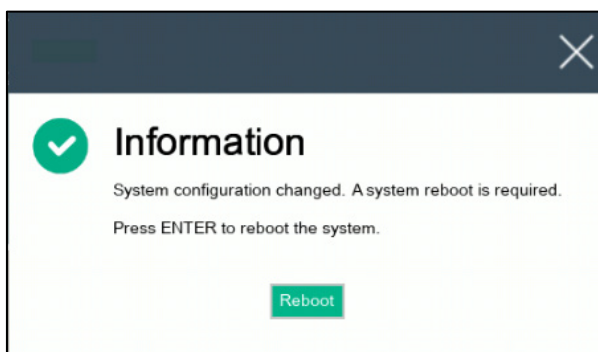 Information
System configuration changed. A system reboot is required.
Press ENTER to reboot the system.
Reboot